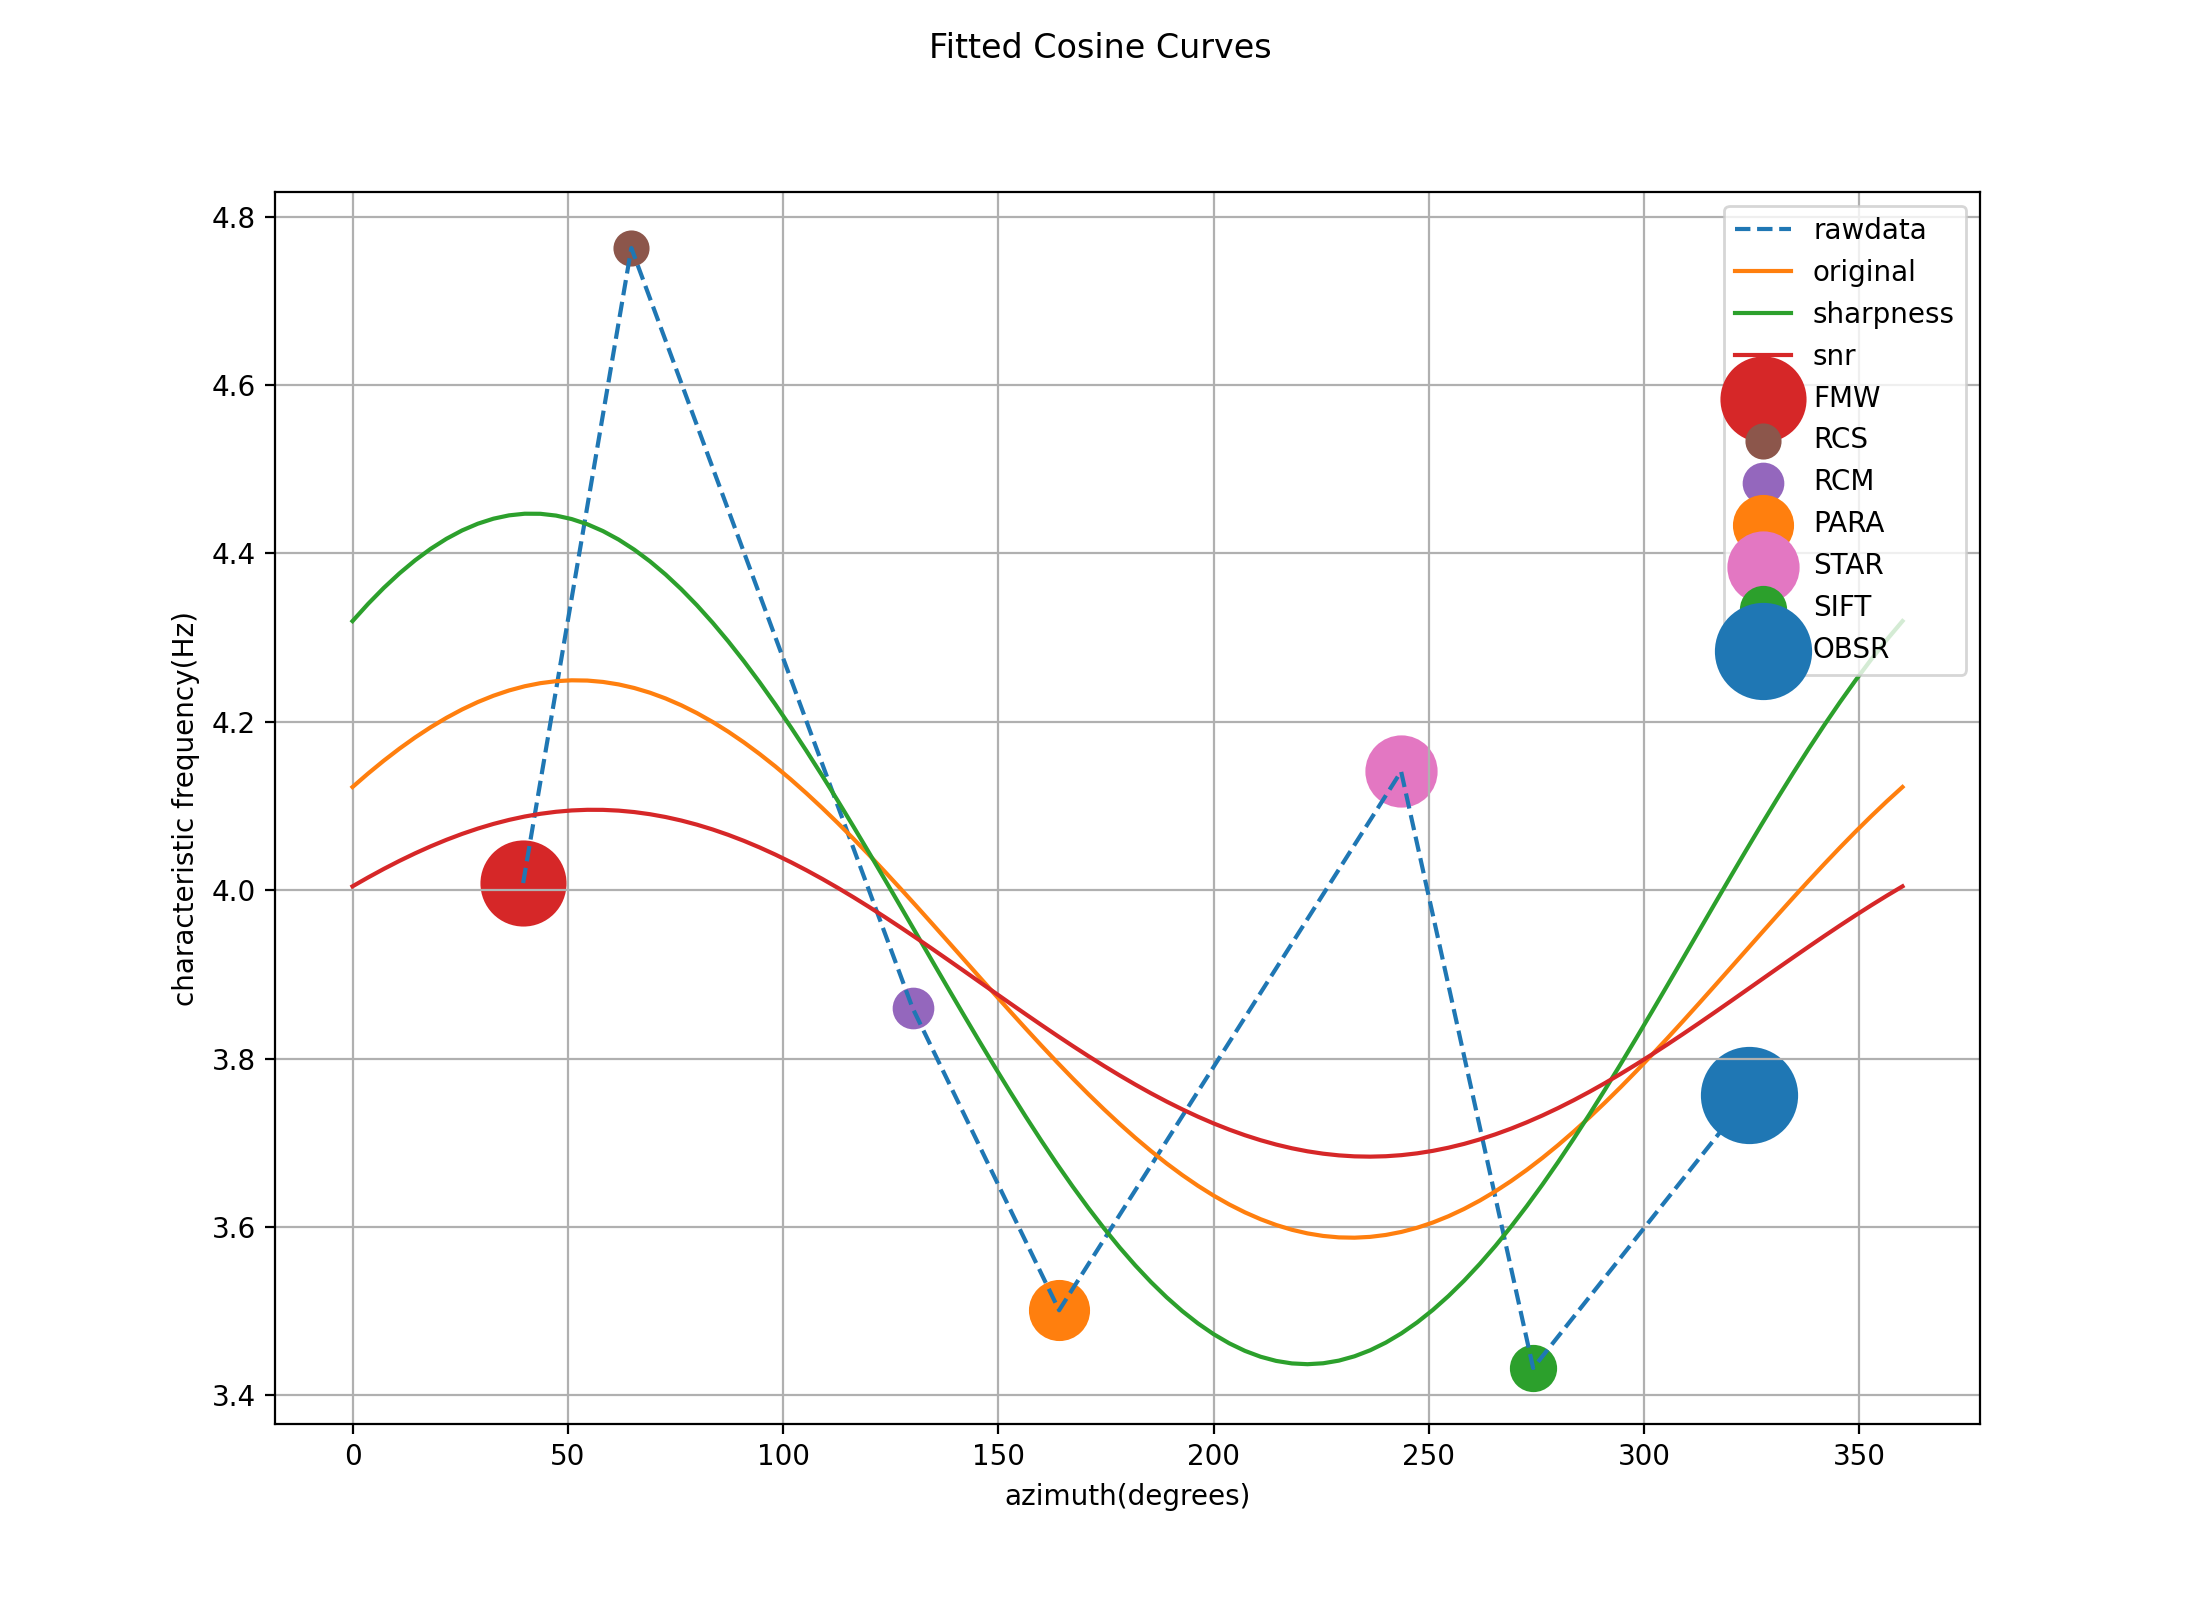 Fitted Cosine Curves
4.8
4.6
4.4
4.2
4.0
3.8
3.6
3.4
characteristic frequency(Hz)
rawdata
original
sharpness
snr
FMW
RCS
RCM
PARA
STAR
SIFT
OBSR
0 50 100 150 200 250 300 350
azimuth(degrees)